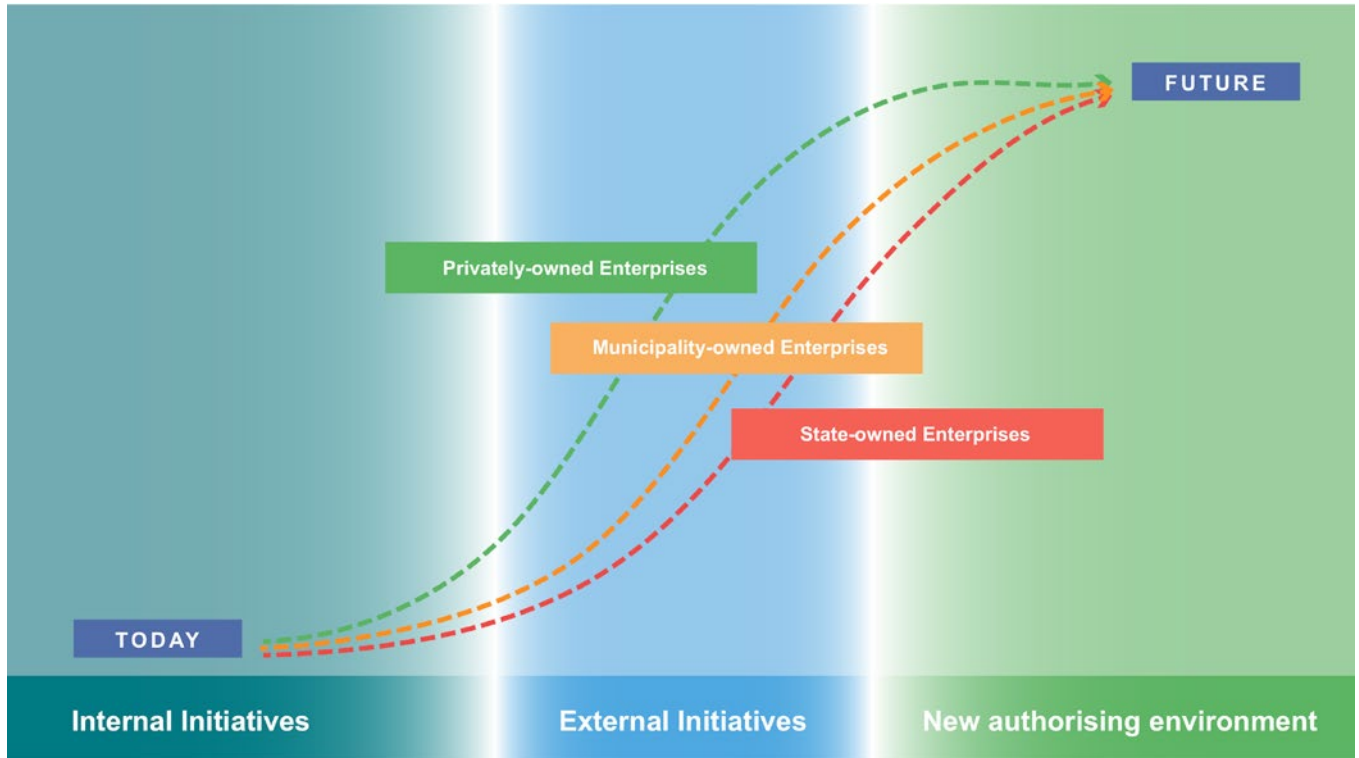 FUTURE
Privately-owned Enterprises
Municipality-owned Enterprises
State-owned Enterprises
TODAY
Internal Initiatives
External Initiatives
New authorising environment